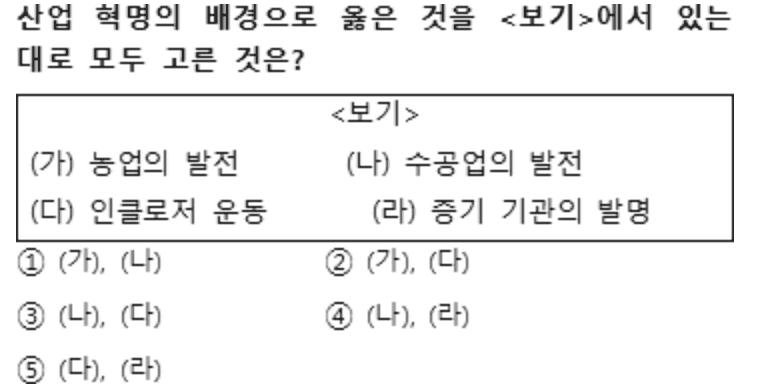 산업 혁명의 배경으로 옳은 것을 <보기>에서 있는
대로 모두 고른 것은?
<보기>
(가) 농업의 발전 (나) 수공업의 발전
(다) 인클로저 운동 (라) 증기 기관의 발명
① (가), (나) ② (가), (다)
③ (나), (다) ④ (나), (라)
⑤ (다), (라)